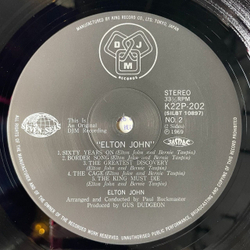 MANUFACTURED BY KING RECORD CO. LTD. TOKYO JAPAN
DJM
This Is
An Original
DJM Recording
STEREO
33⅓ RPM
K22P-202
(SILBT 10897)
NO.2
℗ 1969
JASRAC
"ELTON JOHN"
1.SIXTY YEARS ON (Elton John and Bernie Taupin)
2.BORDER SONG (Elton John and Bernie Taupin)
3.THE GREATEST DISCOVERY
(Elton John and Bernie Taupin)
4.THE CAGE (Elton John and Bernie Taupin)
5.THE KING MUST DIE
(Elton John and Bernie Taupin)
ELTON JOHN
Arranged and Conducted by Paul Buckmaster
Produced by GUS DUDGEON